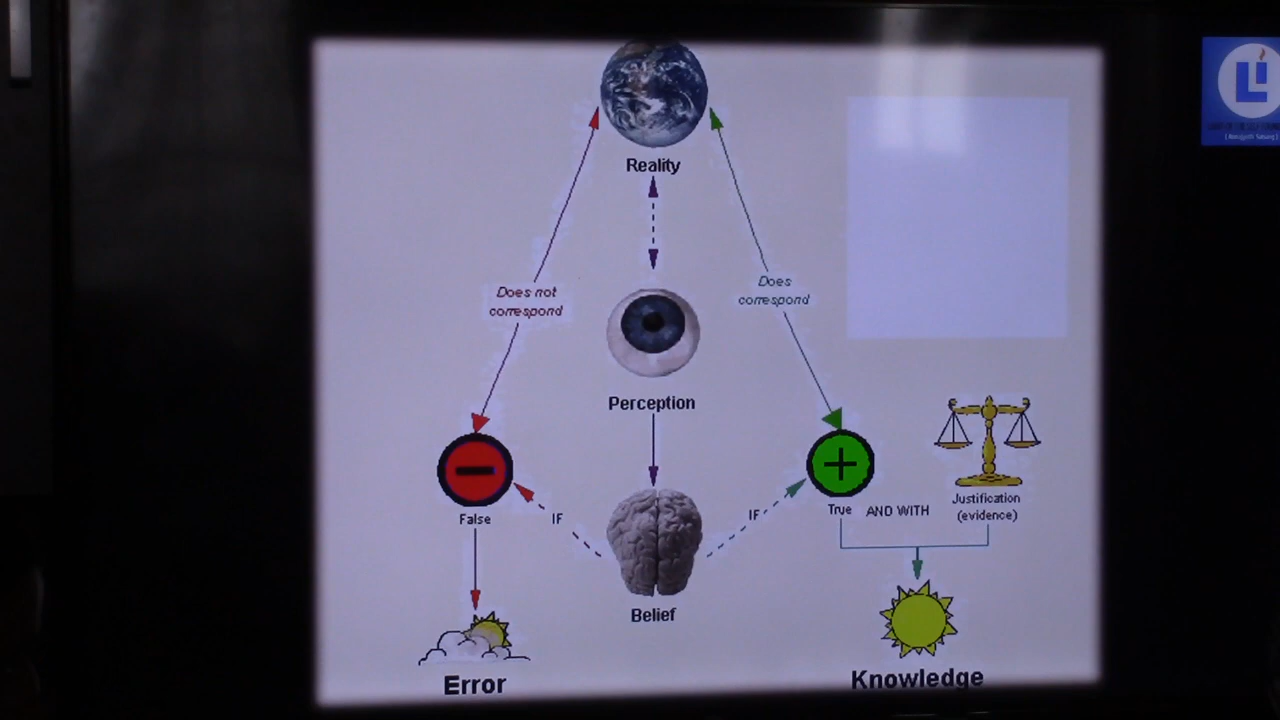 Reality
Does not
correspond
Does
correspond
Perception
False
IF
IF
True
AND WITH
Justification
(evidence)
Belief
Error
Knowledge